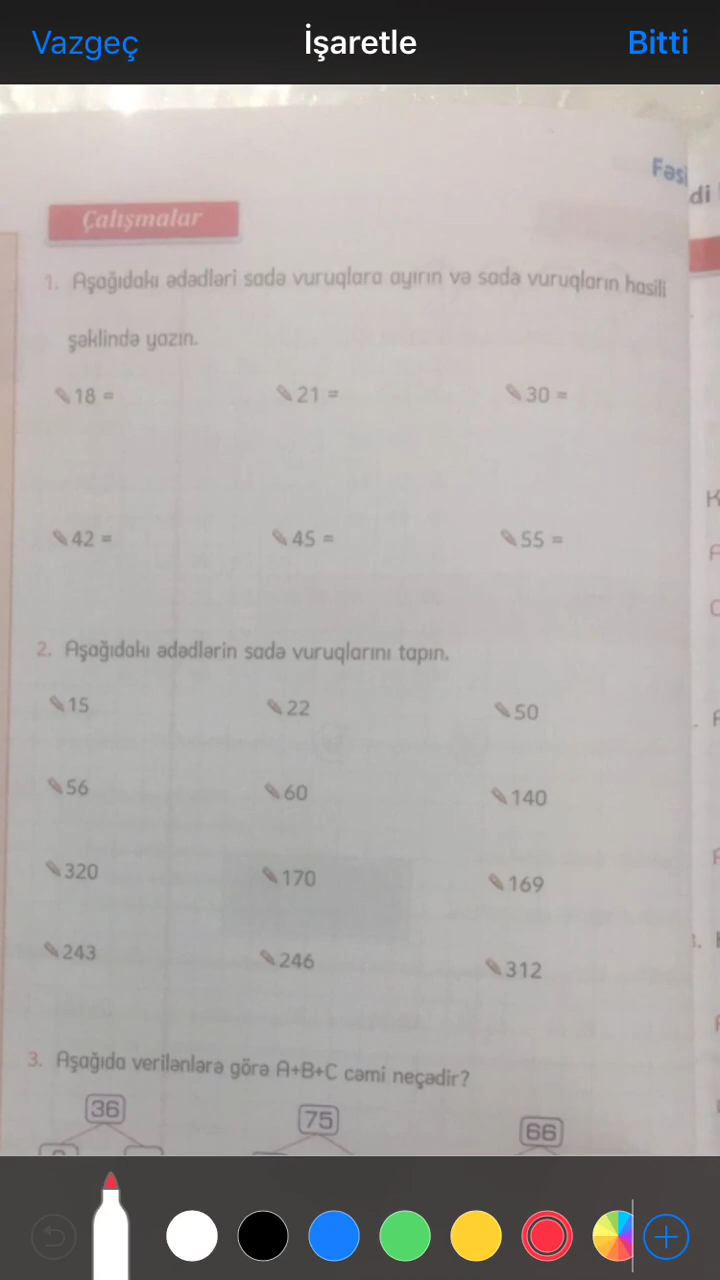 Vazgeç İşaretle Bitti
Fəsi
di
Çalışmalar
1. Aşağıdakı ədədləri sadə vuruqlara ayırın və sadə vuruqların hasili
şəklində yazın.
18 = 21 = 30 =
42 = 45 = 55 =
2. Aşağıdakı ədədlərin sadə vuruqlarını tapın.
15 22 50
56 60 140
320 170 169
243 246 312
3. Aşağıda verilənlərə görə A+B+C cəmi neçədir?
36 75 66